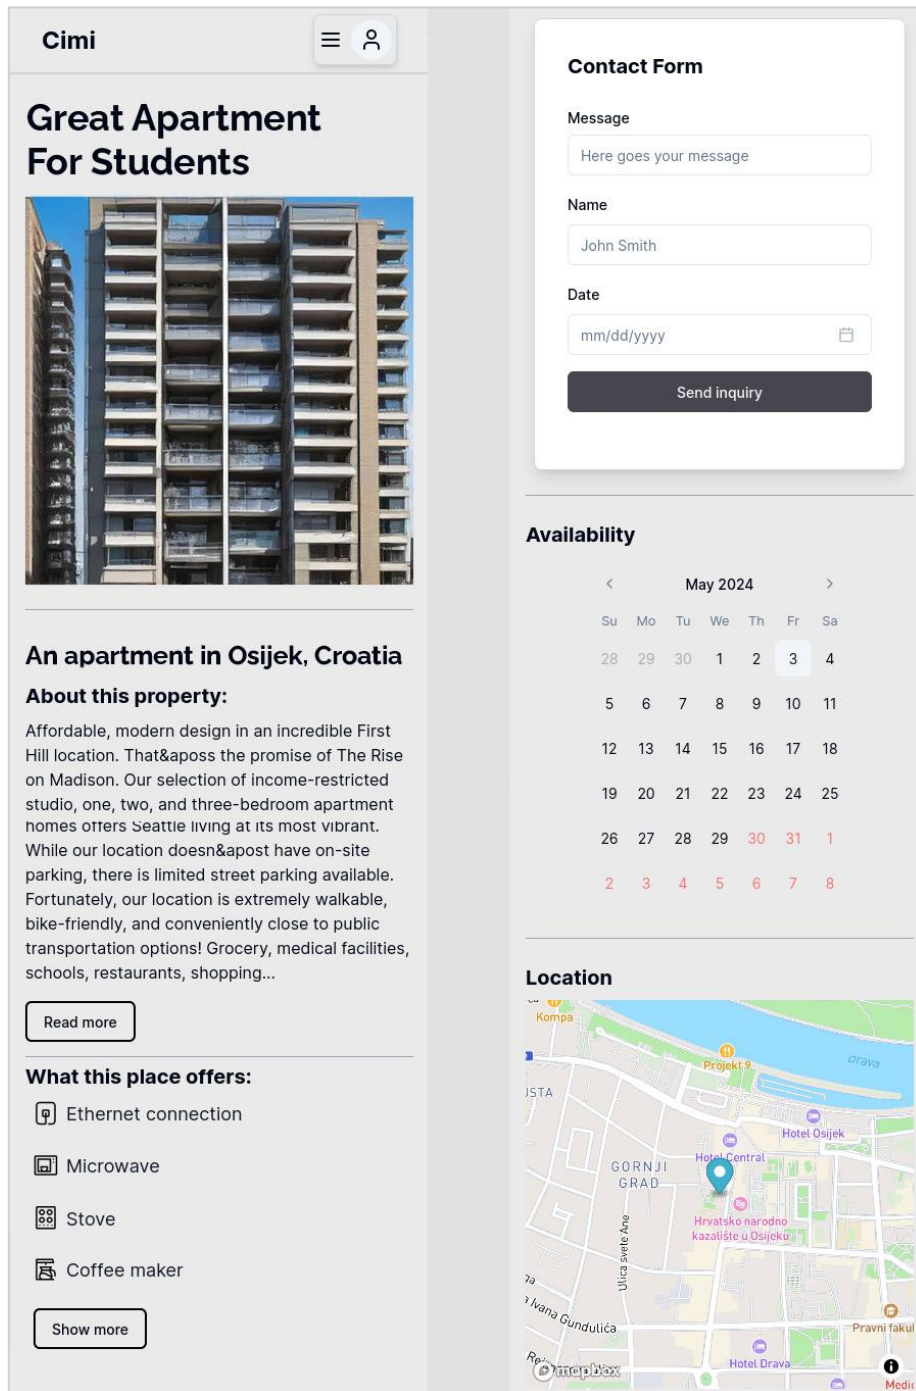 Cimi
Great Apartment
For Students
An apartment in Osijek, Croatia
About this property:
Affordable, modern design in an incredible First
Hill location. That&aposs the promise of The Rise
on Madison. Our selection of income-restricted
studio, one, two, and three-bedroom apartment
homes offers Seattle living at its most vibrant.
While our location doesn&apost have on-site
parking, there is limited street parking available.
Fortunately, our location is extremely walkable,
bike-friendly, and conveniently close to public
transportation options! Grocery, medical facilities,
schools, restaurants, shopping...
Read more
What this place offers:
Ethernet connection
Microwave
Stove
Coffee maker
Show more
Contact Form
Message
Here goes your message
Name
John Smith
Date
mm/dd/yyyy
Send inquiry
Availability
May 2024
Su Mo Tu We Th Fr Sa
28 29 30 1 2 3 4
5 6 7 8 9 10 11
12 13 14 15 16 17 18
19 20 21 22 23 24 25
26 27 28 29 30 31 1
2 3 4 5 6 7 8
Location
Kompa
Projekt 9
Drava
Hotel Osijek
Hotel Central
GORNJI
GRAD
Hrvatsko narodno
kazalište u Osijeku
Ulica svete Ane
Ivana Gundulića
Pravni fakul
Hotel Drava
mapbox
Medic